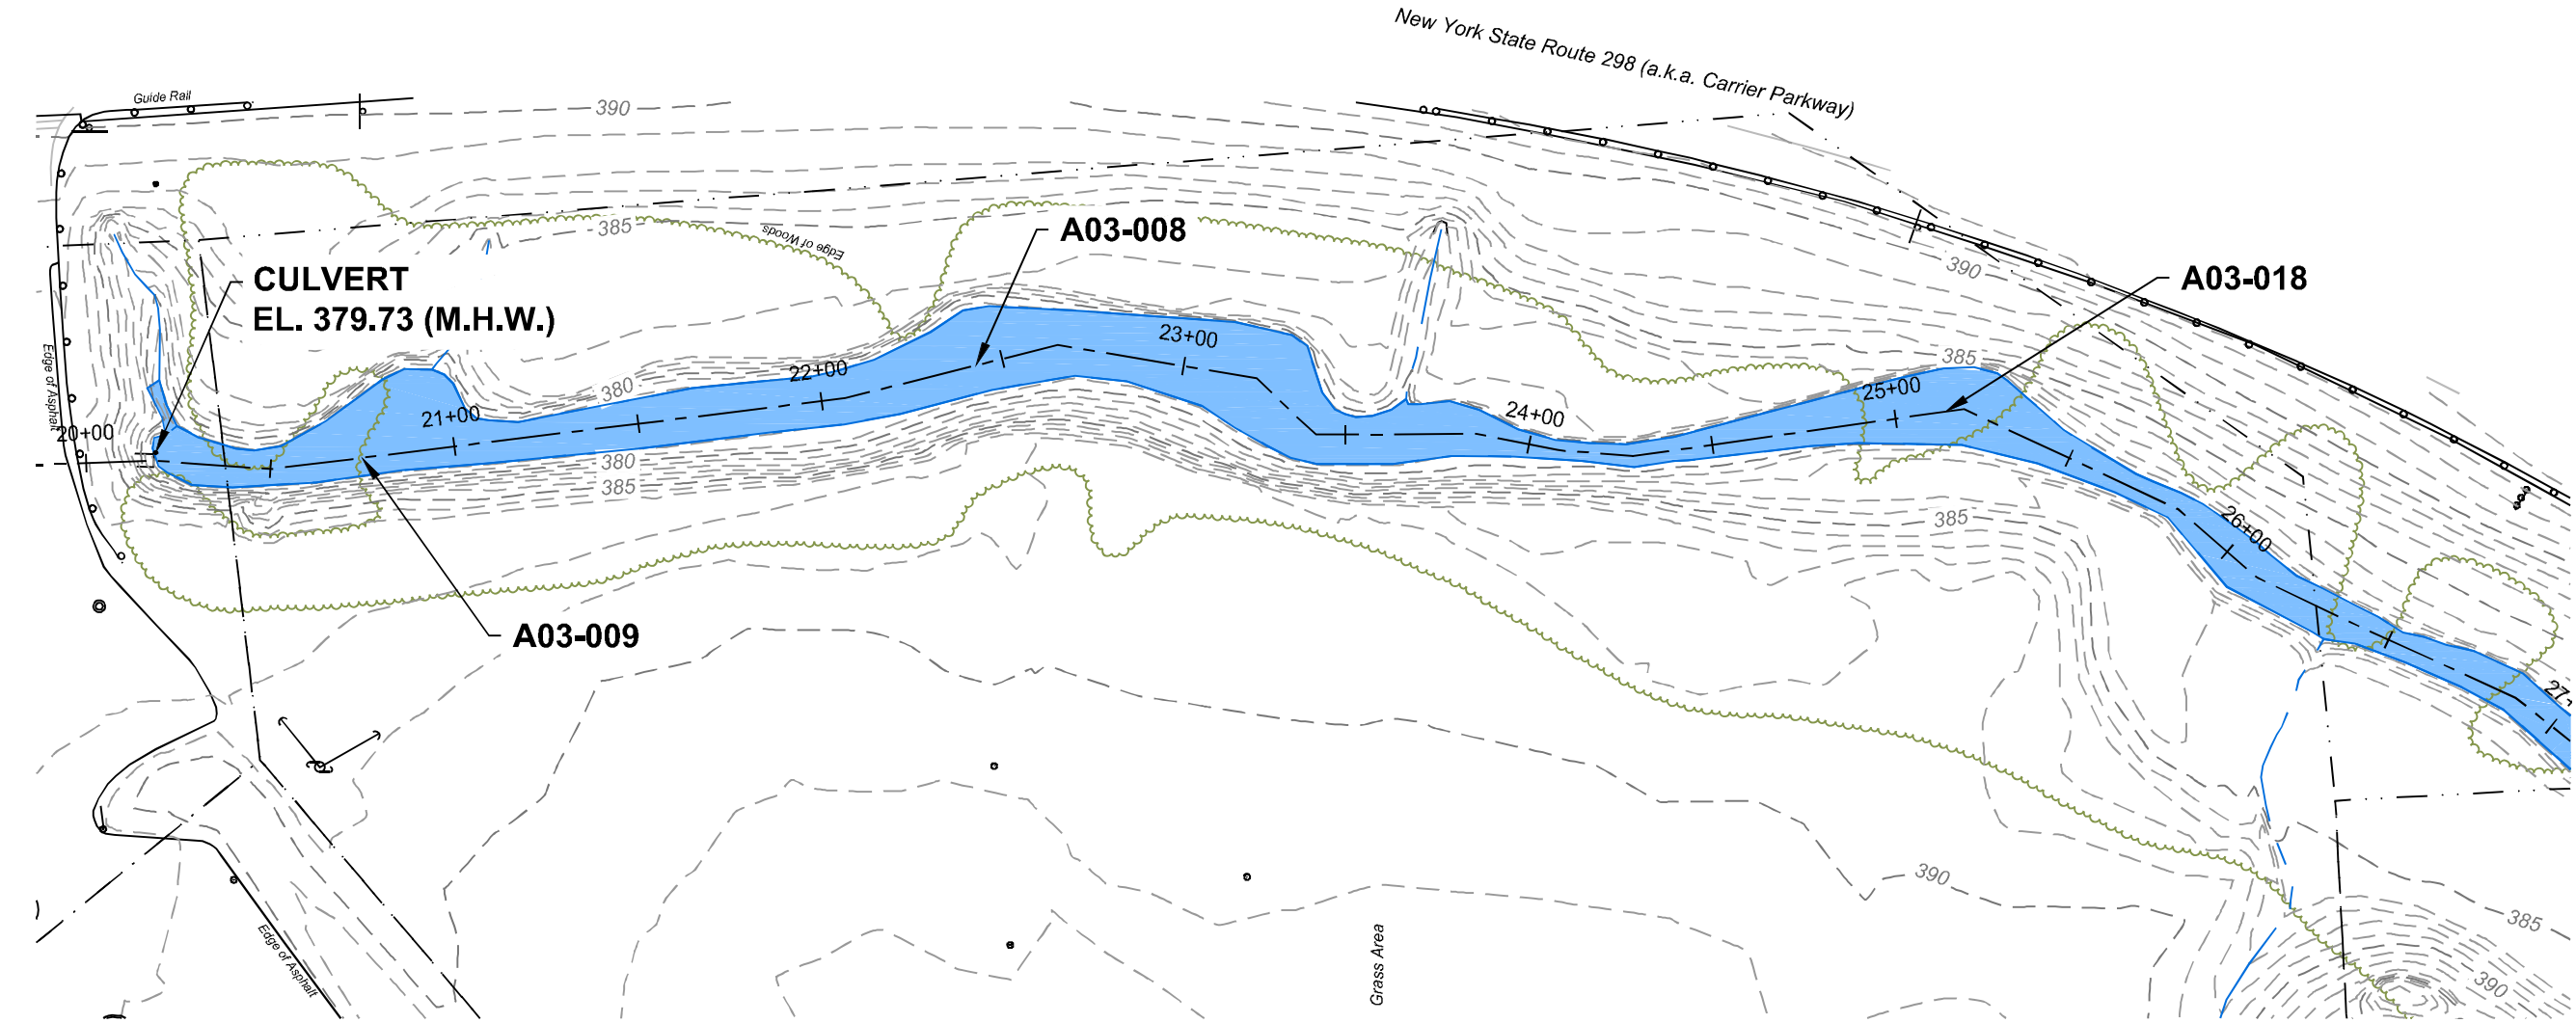 New York State Route 298 (a.k.a. Carrier Parkway)
Guide Rail
390
A03-008
385
Edge of Woods
CULVERT
EL. 379.73 (M.H.W.)
390
A03-018
23+00
385
Edge of Asphalt
22+00
380
25+00
21+00
24+00
20+00
380
385
385
26+00
A03-009
27+
390
385
Edge of Asphalt
Grass Area
390